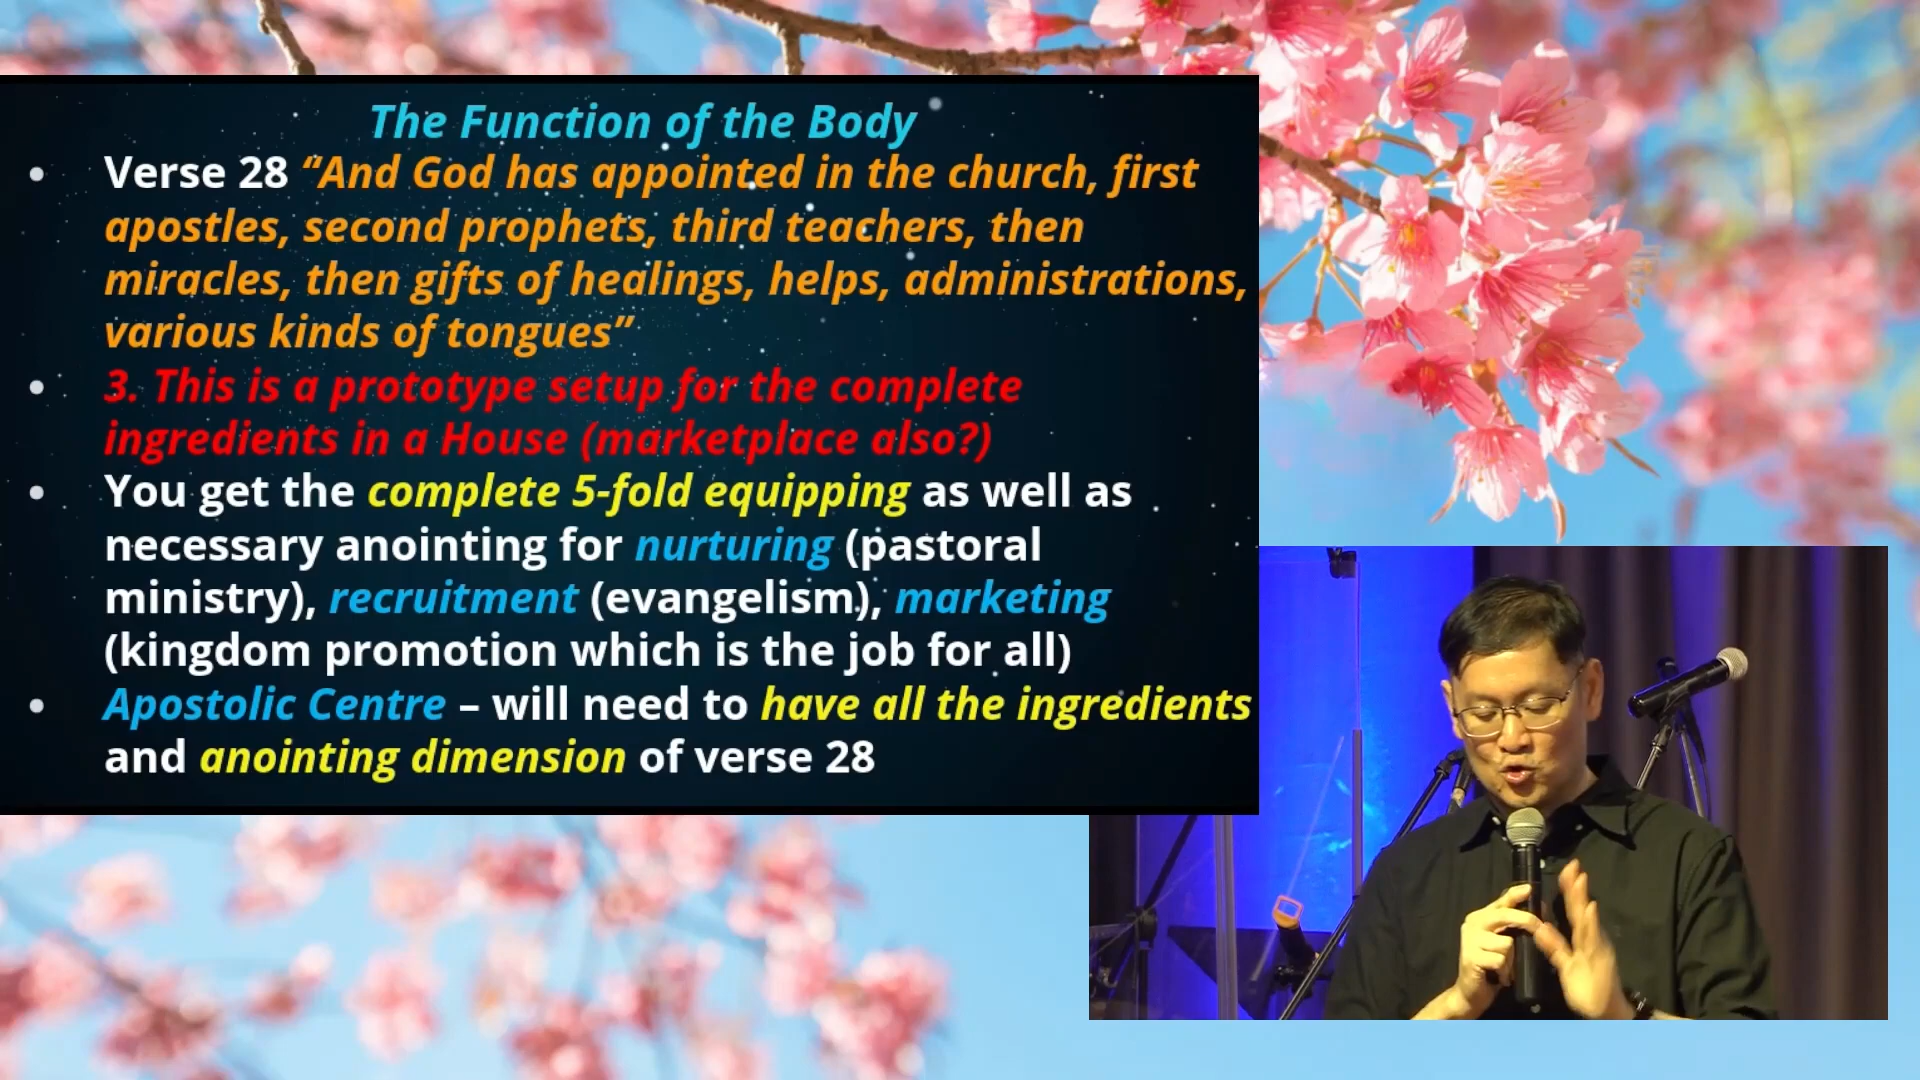 The Function of the Body
• Verse 28 “And God has appointed in the church, first
apostles, second prophets, third teachers, then
miracles, then gifts of healings, helps, administrations,
various kinds of tongues”
• 3. This is a prototype setup for the complete
ingredients in a House (marketplace also?)
• You get the complete 5-fold equipping as well as
necessary anointing for nurturing (pastoral
ministry), recruitment (evangelism), marketing
(kingdom promotion which is the job for all)
• Apostolic Centre – will need to have all the ingredients
and anointing dimension of verse 28